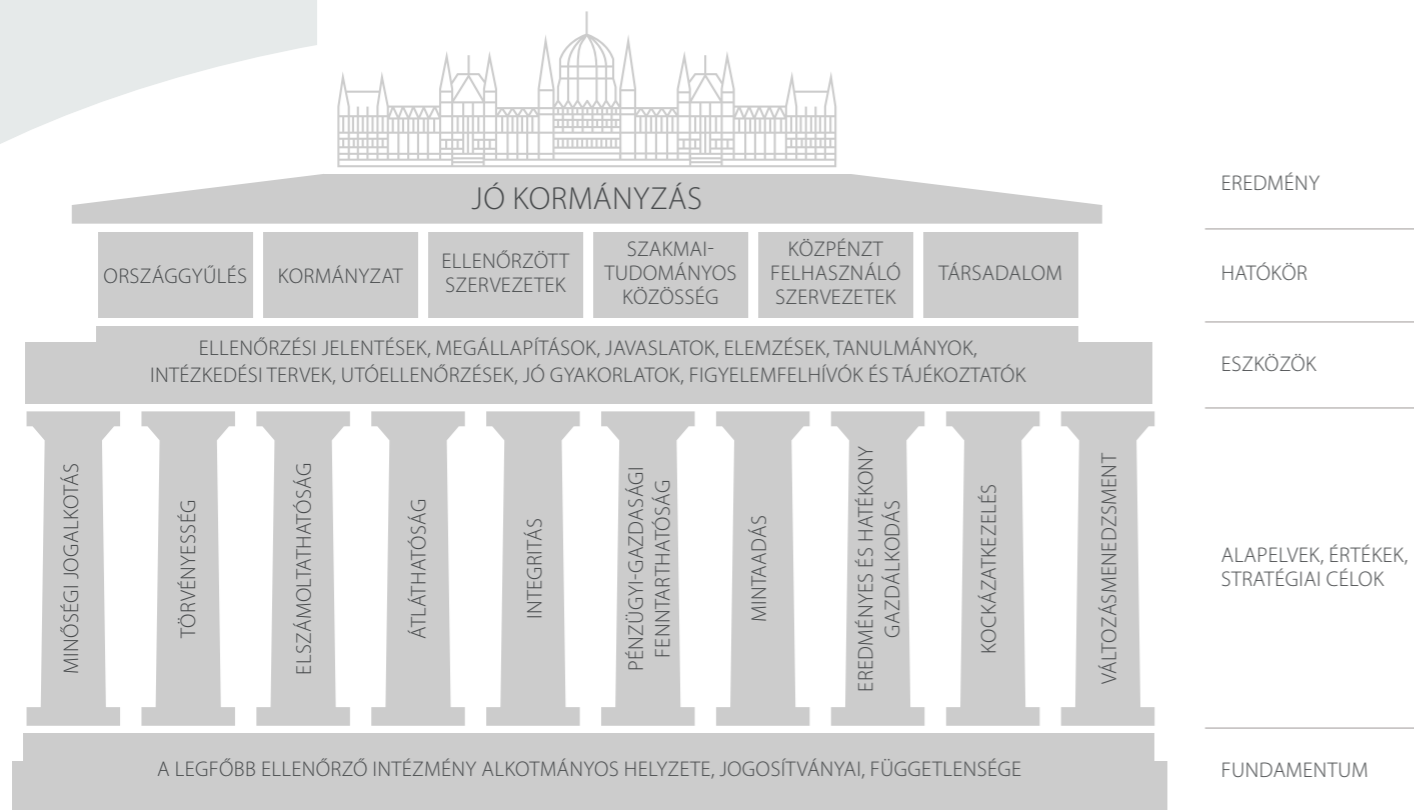 JÓ KORMÁNYZÁS
EREDMÉNY
ORSZÁGGYŰLÉS
KORMÁNYZAT
ELLENŐRZÖTT
SZERVEZETEK
SZAKMAI-
TUDOMÁNYOS
KÖZÖSSÉG
KÖZPÉNZT
FELHASZNÁLÓ
SZERVEZETEK
TÁRSADALOM
HATÓKÖR
ELLENŐRZÉSI JELENTÉSEK, MEGÁLLAPÍTÁSOK, JAVASLATOK, ELEMZÉSEK, TANULMÁNYOK,
INTÉZKEDÉSI TERVEK, UTÓELLENŐRZÉSEK, JÓ GYAKORLATOK, FIGYELEMFELHÍVÓK ÉS TÁJÉKOZTATÓK
ESZKÖZÖK
MINŐSÉGI JOGALKOTÁS
TÖRVÉNYESSÉG
ELSZÁMOLTATHATÓSÁG
ÁTLÁTHATÓSÁG
INTEGRITÁS
PÉNZÜGYI-GAZDASÁGI
FENNTARTHATÓSÁG
MINTAADÁS
EREDMÉNYES ÉS HATÉKONY
GAZDÁLKODÁS
KOCKÁZATKEZELÉS
VÁLTOZÁSMENEDZSMENT
ALAPELVEK, ÉRTÉKEK,
STRATÉGIAI CÉLOK
A LEGFŐBB ELLENŐRZŐ INTÉZMÉNY ALKOTMÁNYOS HELYZETE, JOGOSÍTVÁNYAI, FÜGGETLENSÉGE
FUNDAMENTUM